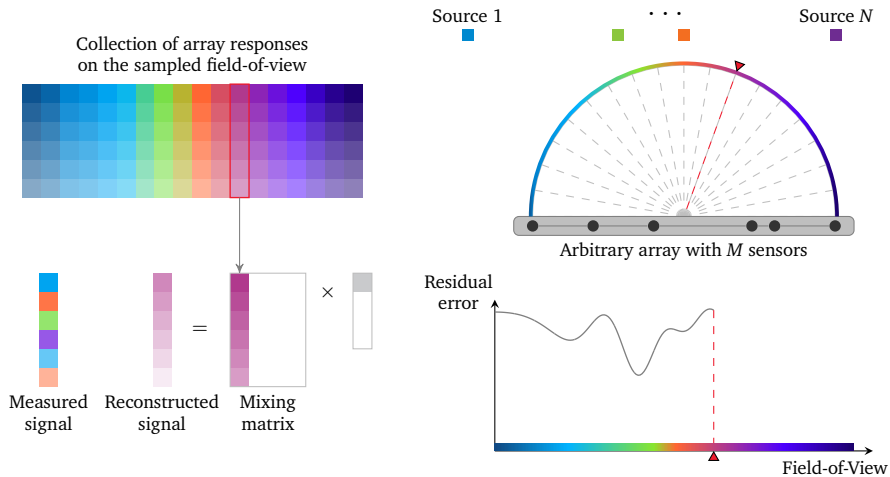 Collection of array responses
on the sampled field-of-view
Source 1
· · ·
Source N
Arbitrary array with M sensors
=
×
Measured
signal
Reconstructed
signal
Mixing
matrix
Residual
error
Field-of-View